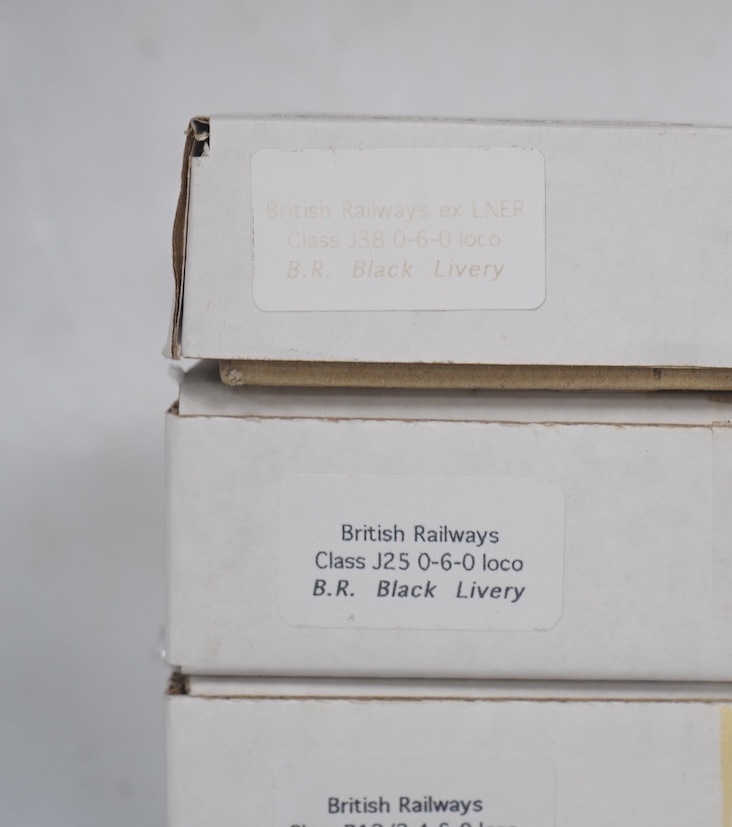 British Railways ex LNER
Class J38 0-6-0 loco
B.R. Black Livery
British Railways
Class J25 0-6-0 loco
B.R. Black Livery
British Railways